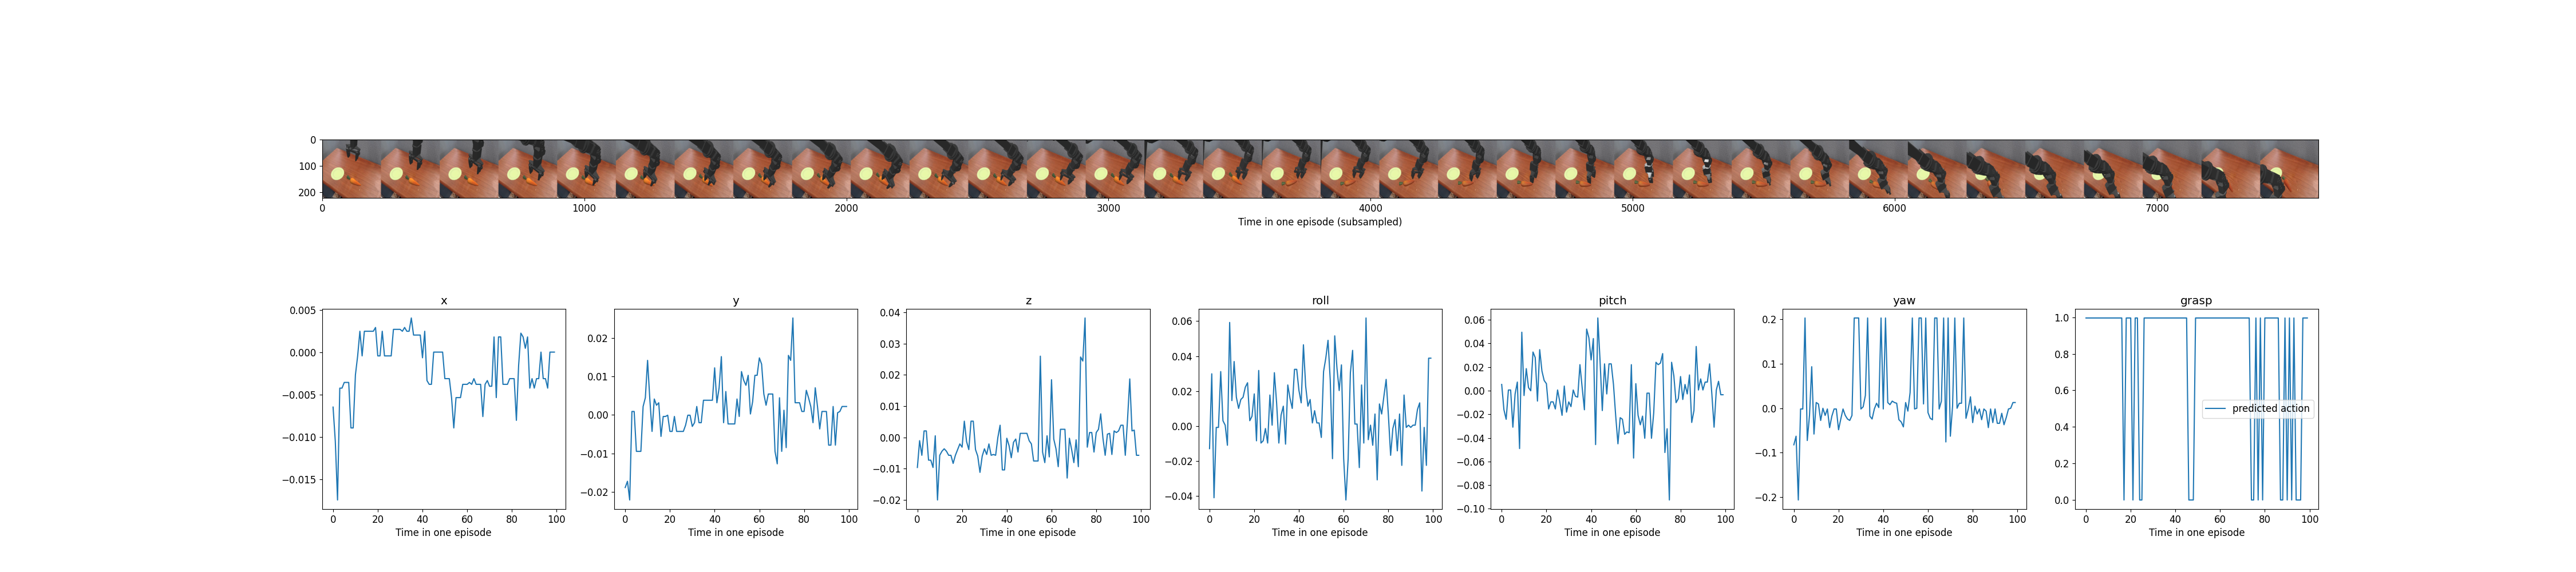 0
100
200
0 1000 2000 3000 4000 5000 6000 7000
Time in one episode (subsampled)
x y z roll pitch yaw grasp
0.005
0.000
−0.005
−0.010
−0.015
0 20 40 60 80 100
Time in one episode
0.02
0.01
0.00
−0.01
−0.02
0 20 40 60 80 100
Time in one episode
0.04
0.03
0.02
0.01
0.00
−0.01
−0.02
0 20 40 60 80 100
Time in one episode
0.06
0.04
0.02
0.00
−0.02
−0.04
0 20 40 60 80 100
Time in one episode
0.06
0.04
0.02
0.00
−0.02
−0.04
−0.06
−0.08
−0.10
0 20 40 60 80 100
Time in one episode
0.2
0.1
0.0
−0.1
−0.2
0 20 40 60 80 100
Time in one episode
1.0
0.8
0.6
0.4
0.2
0.0
predicted action
0 20 40 60 80 100
Time in one episode